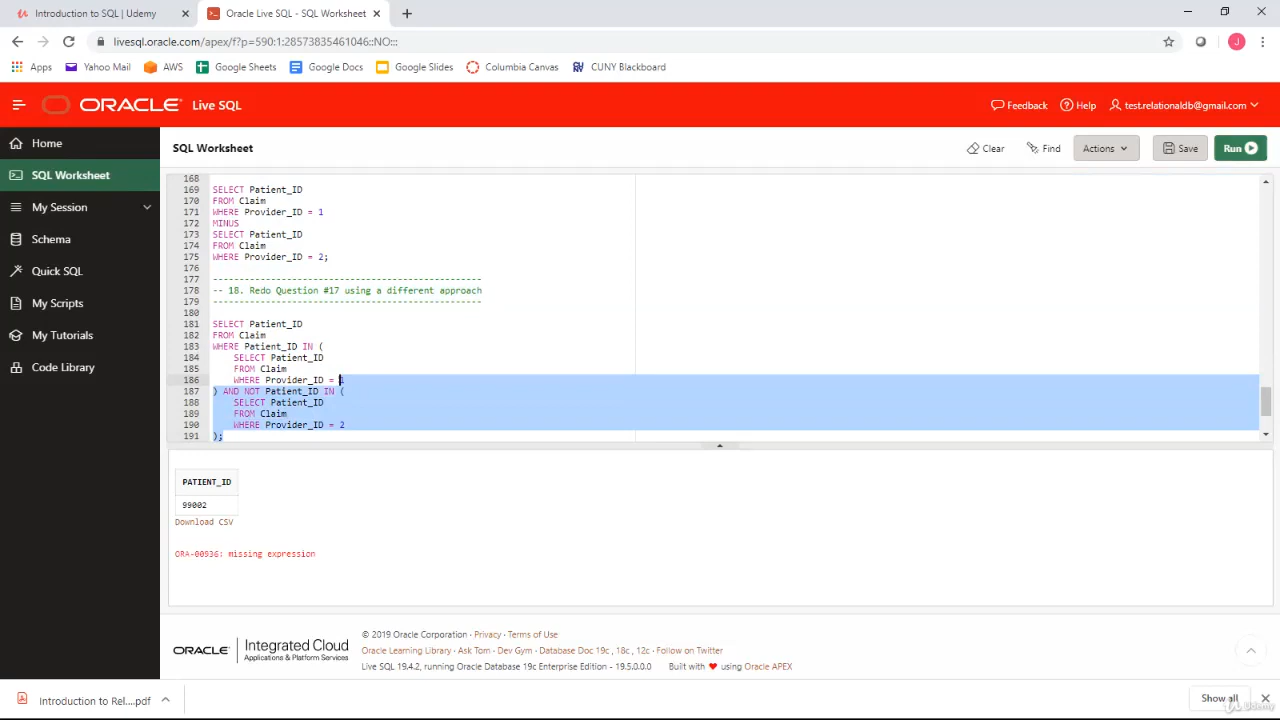 Introduction to SQL | Udemy
Oracle Live SQL - SQL Worksheet
livesql.oracle.com/apex/f?p=590:1:28573835461046::NO:::
J
Apps Yahoo Mail AWS Google Sheets Google Docs Google Slides Columbia Canvas CUNY Blackboard
ORACLE Live SQL
Feedback Help test.relationaldb@gmail.com
Home
SQL Worksheet
My Session
Schema
Quick SQL
My Scripts
My Tutorials
Code Library
SQL Worksheet
Clear Find Actions Save Run
168
169 SELECT Patient_ID
170 FROM Claim
171 WHERE Provider_ID = 1
172 MINUS
173 SELECT Patient_ID
174 FROM Claim
175 WHERE Provider_ID = 2;
176
177 --------------------------------------------------
178 -- 18. Redo Question #17 using a different approach
179 --------------------------------------------------
180
181 SELECT Patient_ID
182 FROM Claim
183 WHERE Patient_ID IN (
184 SELECT Patient_ID
185 FROM Claim
186 WHERE Provider_ID = 1
187 ) AND NOT Patient_ID IN (
188 SELECT Patient_ID
189 FROM Claim
190 WHERE Provider_ID = 2
191 );
PATIENT_ID
99002
Download CSV
ORA-00936: missing expression
ORACLE Integrated Cloud
Applications & Platform Services
© 2019 Oracle Corporation · Privacy · Terms of Use
Oracle Learning Library · Ask Tom · Dev Gym · Database Doc 19c , 18c , 12c · Follow on Twitter
Live SQL 19.4.2, running Oracle Database 19c Enterprise Edition - 19.5.0.0.0 Built with ♥ using Oracle APEX
Introduction to Rel....pdf
Show all
Udemy